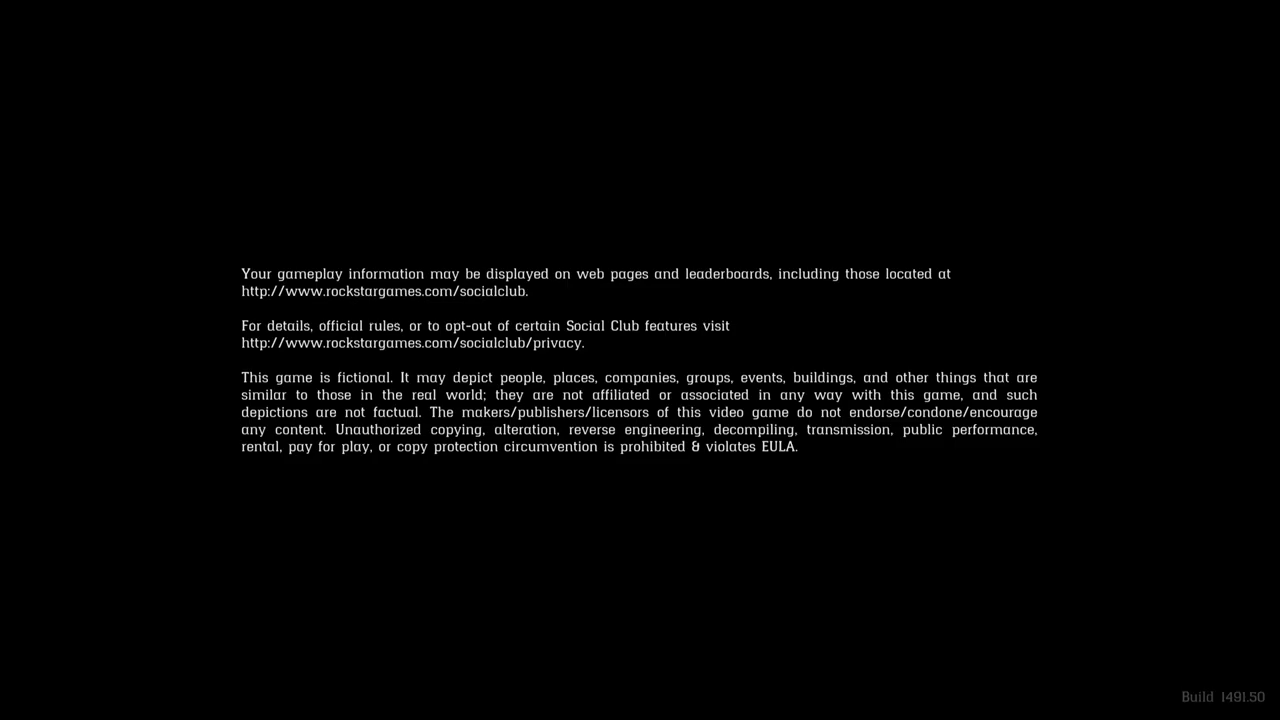 Your gameplay information may be displayed on web pages and leaderboards, including those located at
http://www.rockstargames.com/socialclub.
For details, official rules, or to opt-out of certain Social Club features visit
http://www.rockstargames.com/socialclub/privacy.
This game is fictional. It may depict people, places, companies, groups, events, buildings, and other things that are
similar to those in the real world; they are not affiliated or associated in any way with this game, and such
depictions are not factual. The makers/publishers/licensors of this video game do not endorse/condone/encourage
any content. Unauthorized copying, alteration, reverse engineering, decompiling, transmission, public performance,
rental, pay for play, or copy protection circumvention is prohibited & violates EULA.
Build 1491.50